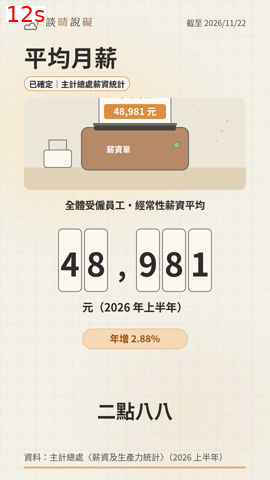 12s
談晴說礙
截至 2026/11/22
平均月薪
已確定｜主計總處薪資統計
48,981 元
薪資單
全體受僱員工・經常性薪資平均
48,981
元（2026 年上半年）
年增 2.88%
二點八八
資料：主計總處〈薪資及生產力統計〉（2026 上半年）